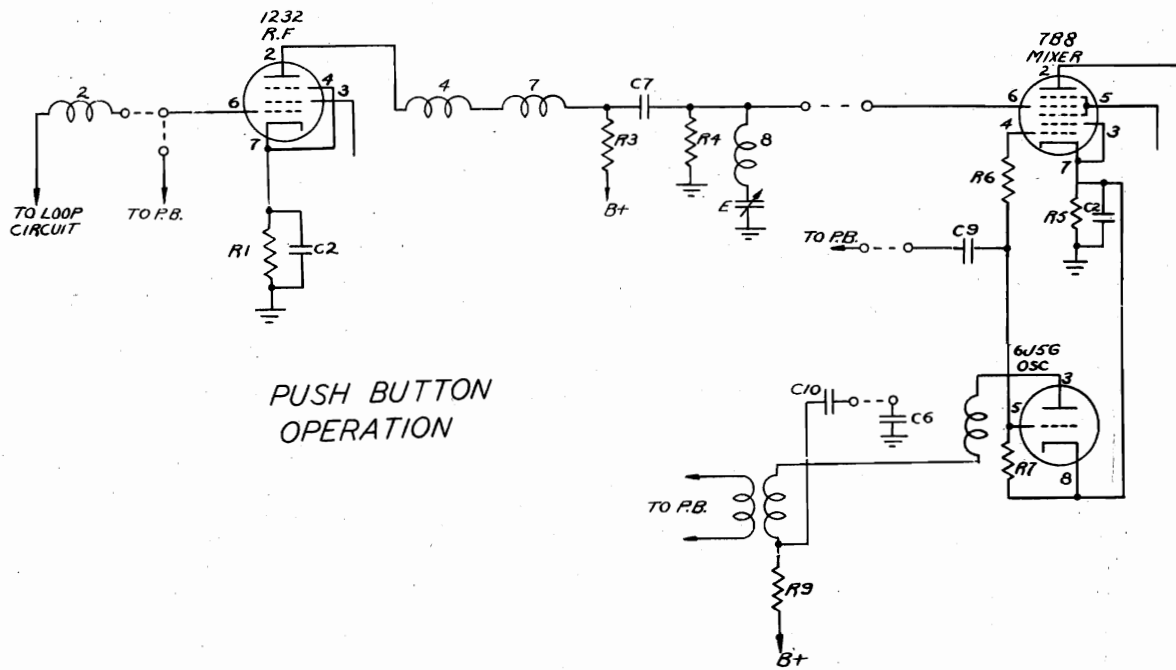 1232
R.F
2
4
3
6
7
2
TO LOOP
CIRCUIT
TO P.B.
R1
C2
4
7
C7
R3
B+
R4
8
E
7B8
MIXER
2
6
5
4
3
7
R6
R5
C2
TO P.B.
C9
6J5G
OSC
3
5
8
R7
C10
C6
TO P.B.
R9
B+
PUSH BUTTON
OPERATION